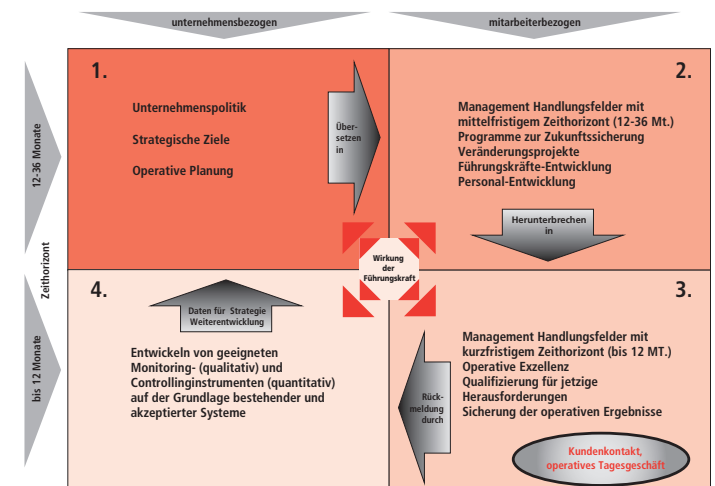 unternehmensbezogen
mitarbeiterbezogen
12-36 Monate
Zeithorizont
bis 12 Monate
1.
Unternehmenspolitik
Strategische Ziele
Operative Planung
Über-
setzen
in
2.
Management Handlungsfelder mit
mittelfristigem Zeithorizont (12-36 Mt.)
Programme zur Zukunftssicherung
Veränderungsprojekte
Führungskräfte-Entwicklung
Personal-Entwicklung
Herunterbrechen
in
Wirkung
der
Führungskraft
4.
Daten für Strategie
Weiterentwicklung
Entwickeln von geeigneten
Monitoring- (qualitativ) und
Controllinginstrumenten (quantitativ)
auf der Grundlage bestehender und
akzeptierter Systeme
3.
Management Handlungsfelder mit
kurzfristigem Zeithorizont (bis 12 MT.)
Operative Exzellenz
Qualifizierung für jetzige
Herausforderungen
Sicherung der operativen Ergebnisse
Rück-
meldung
durch
Kundenkontakt,
operatives Tagesgeschäft